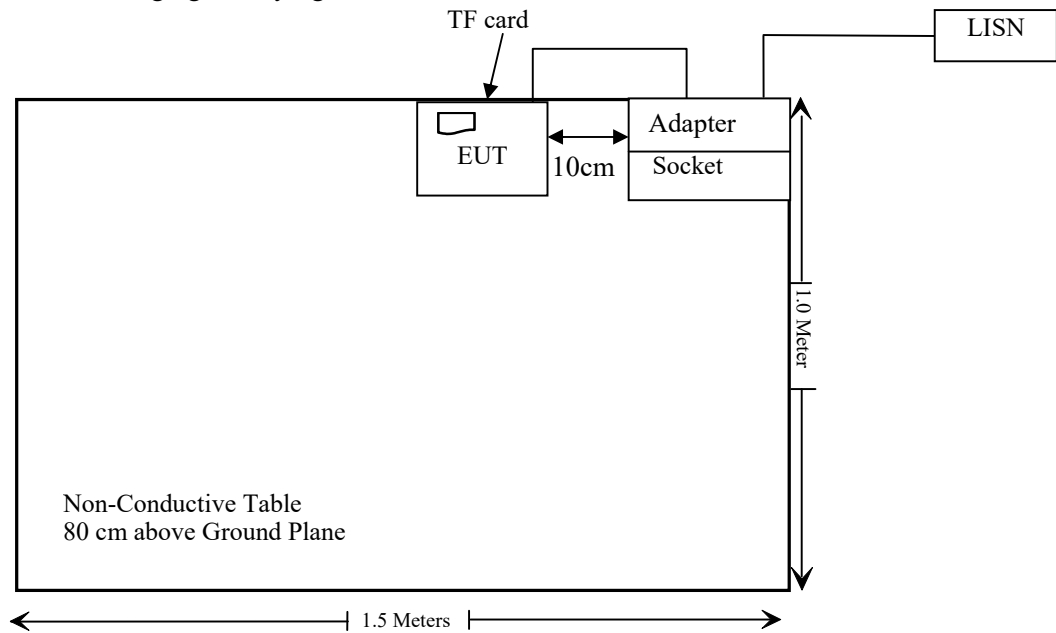 TF card
LISN
Adapter
EUT
10cm
Socket
1.0 Meter
Non-Conductive Table
80 cm above Ground Plane
1.5 Meters